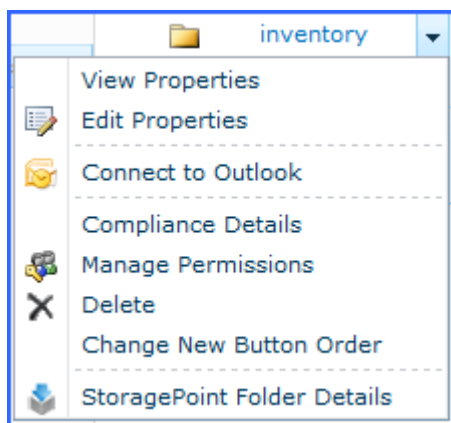 inventory
View Properties
Edit Properties
Connect to Outlook
Compliance Details
Manage Permissions
Delete
Change New Button Order
StoragePoint Folder Details